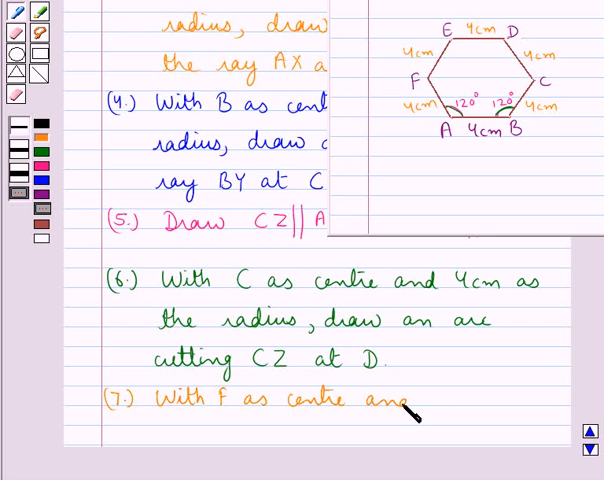 radius, draw
the ray AX a
(4.) With B as cent
radius, draw
ray BY at C
(5.) Draw CZ || A
(6.) With C as centre and 4cm as
the radius, draw an arc
cutting CZ at D.
(7.) With F as centre and
E 4cm D
4cm 4cm
F C
4cm 120° 120° 4cm
A 4cm B